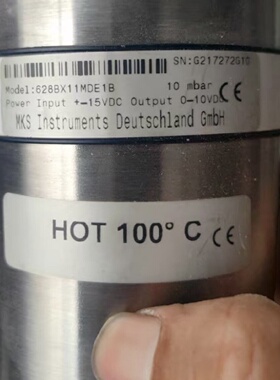 SN:G217272G10
Model:628BX11MDE1B 10 mbar CE
Power Input +-15VDC Output 0-10VDC
MKS Instruments Deutschland GmbH
HOT 100° C CE